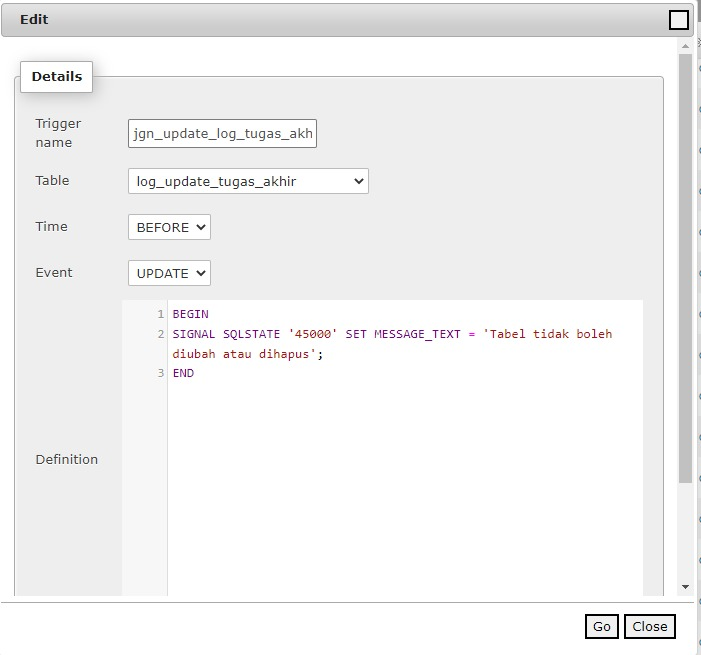 Edit
Details
Trigger
name
jgn_update_log_tugas_akh
Table
log_update_tugas_akhir
Time
BEFORE
Event
UPDATE
1 BEGIN
2 SIGNAL SQLSTATE '45000' SET MESSAGE_TEXT = 'Tabel tidak boleh
diubah atau dihapus';
3 END
Definition
Go
Close